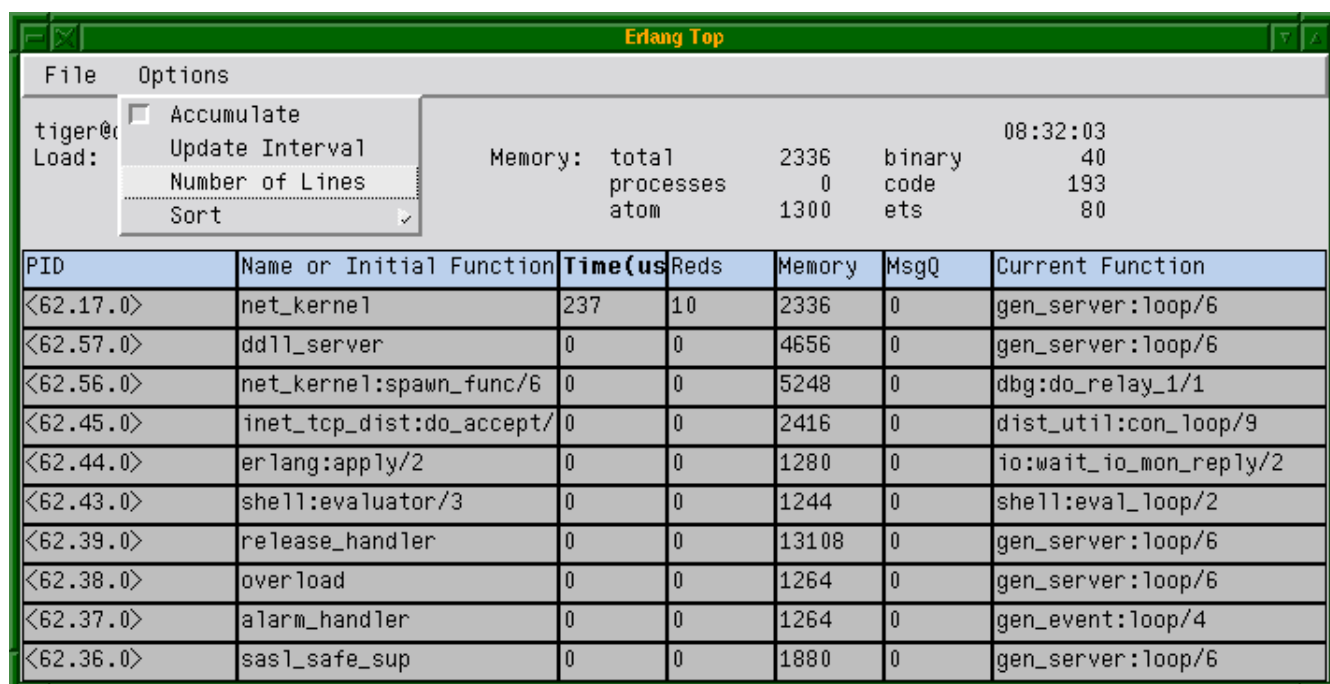 Erlang Top
File Options
Accumulate
Update Interval
Number of Lines
Sort
08:32:03
Load: Memory: total 2336 binary 40
processes 0 code 193
atom 1300 ets 80
PID Name or Initial Function Time(us Reds Memory MsgQ Current Function
<62.17.0> net_kernel 237 10 2336 0 gen_server:loop/6
<62.57.0> ddll_server 0 0 4656 0 gen_server:loop/6
<62.56.0> net_kernel:spawn_func/6 0 0 5248 0 dbg:do_relay_1/1
<62.45.0> inet_tcp_dist:do_accept/ 0 0 2416 0 dist_util:con_loop/9
<62.44.0> erlang:apply/2 0 0 1280 0 io:wait_io_mon_reply/2
<62.43.0> shell:evaluator/3 0 0 1244 0 shell:eval_loop/2
<62.39.0> release_handler 0 0 13108 0 gen_server:loop/6
<62.38.0> overload 0 0 1264 0 gen_server:loop/6
<62.37.0> alarm_handler 0 0 1264 0 gen_event:loop/4
<62.36.0> sasl_safe_sup 0 0 1880 0 gen_server:loop/6